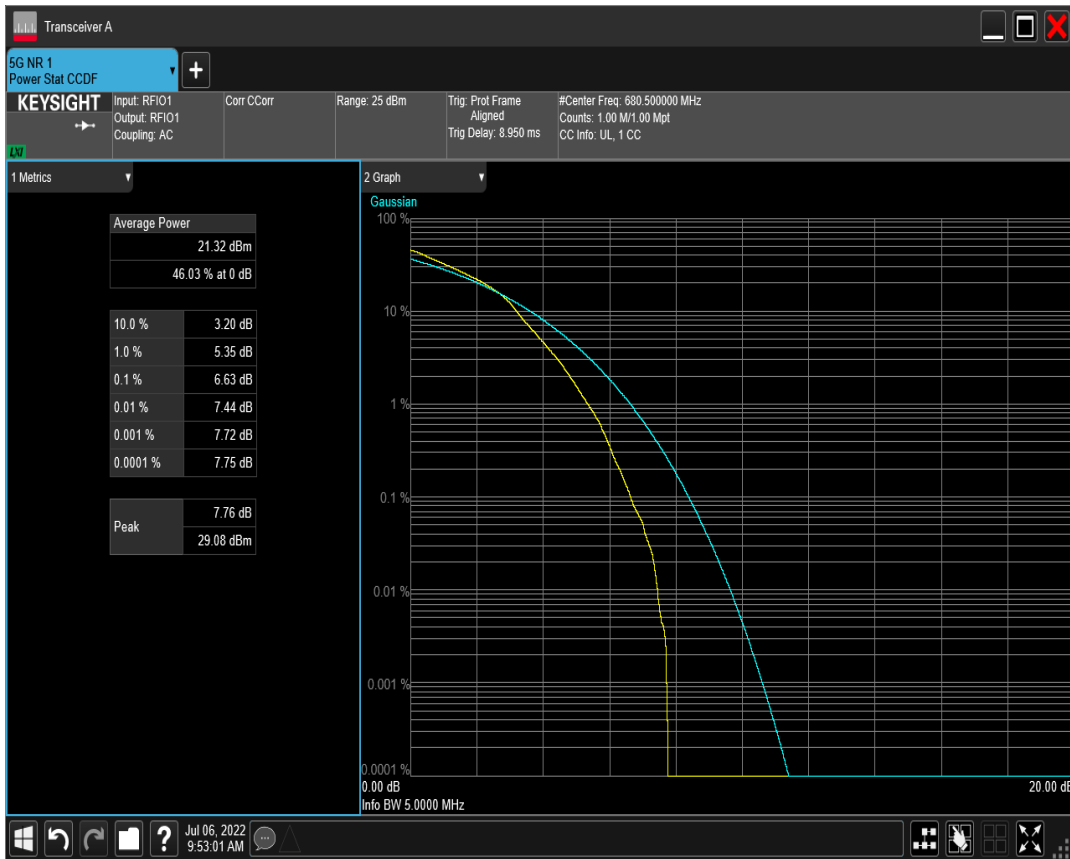 Transceiver A
5G NR 1
Power Stat CCDF
KEYSIGHT
LXI
Input: RFIO1
Output: RFIO1
Coupling: AC
Corr CCorr
Range: 25 dBm
Trig: Prot Frame
Aligned
Trig Delay: 8.950 ms
#Center Freq: 680.500000 MHz
Counts: 1.00 M/1.00 Mpt
CC Info: UL, 1 CC
1 Metrics
Average Power
21.32 dBm
46.03 % at 0 dB
10.0 % 3.20 dB
1.0 % 5.35 dB
0.1 % 6.63 dB
0.01 % 7.44 dB
0.001 % 7.72 dB
0.0001 % 7.75 dB
Peak
7.76 dB
29.08 dBm
2 Graph
Gaussian
100 %
10 %
1 %
0.1 %
0.01 %
0.001 %
0.0001 %
0.00 dB
20.00 dB
Info BW 5.0000 MHz
?
Jul 06, 2022
9:53:01 AM